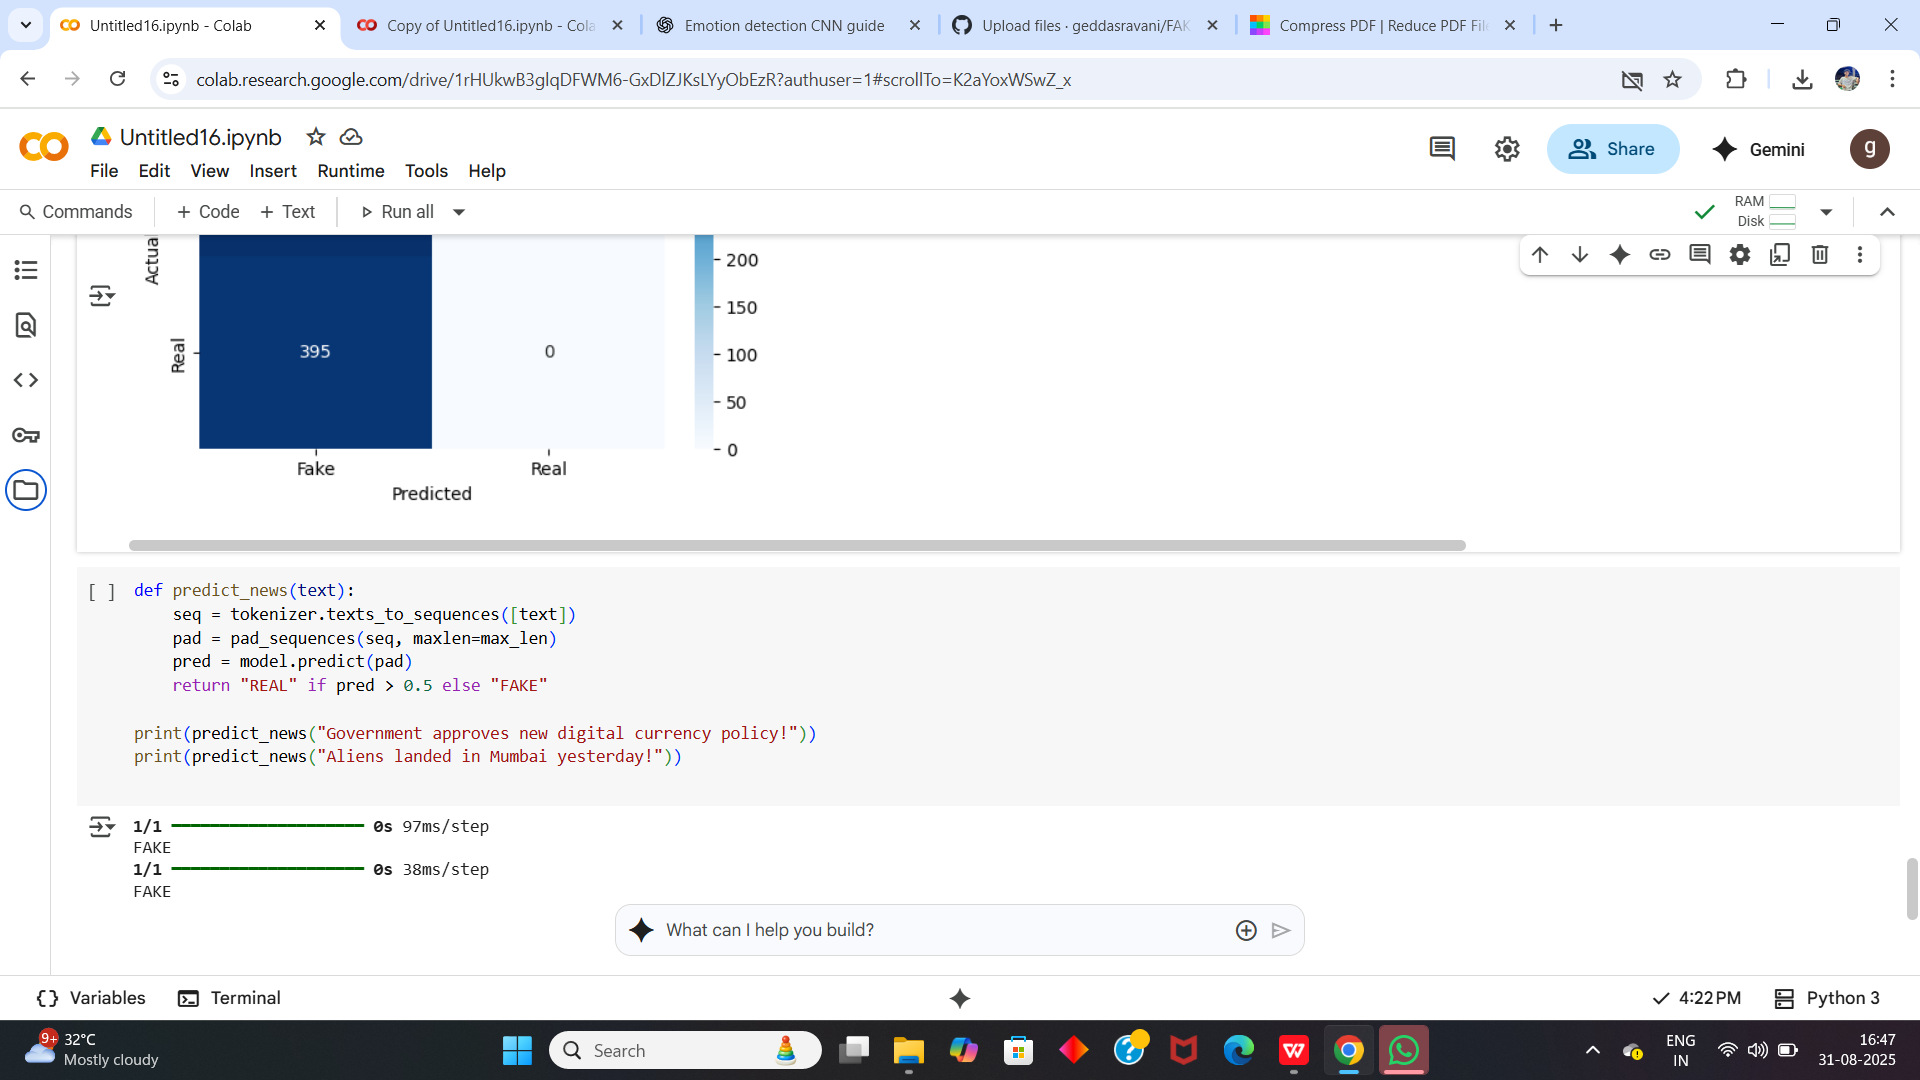 Untitled16.ipynb - Colab
Copy of Untitled16.ipynb - Cola
Emotion detection CNN guide
Upload files · geddasravani/FAK
Compress PDF | Reduce PDF File
colab.research.google.com/drive/1rHUkwB3glqDFWM6-GxDlZJKsLYyObEzR?authuser=1#scrollTo=K2aYoxWSwZ_x
Untitled16.ipynb
File Edit View Insert Runtime Tools Help
Share
Gemini
g
Commands + Code + Text Run all
RAM
Disk
Actual
Real
395
0
200
150
100
50
0
Fake
Real
Predicted
[ ]
def predict_news(text):
seq = tokenizer.texts_to_sequences([text])
pad = pad_sequences(seq, maxlen=max_len)
pred = model.predict(pad)
return "REAL" if pred > 0.5 else "FAKE"
print(predict_news("Government approves new digital currency policy!"))
print(predict_news("Aliens landed in Mumbai yesterday!"))
1/1 0s 97ms/step
FAKE
1/1 0s 38ms/step
FAKE
What can I help you build?
Variables
Terminal
4:22 PM
Python 3
9+
32°C
Mostly cloudy
Search
ENG
IN
16:47
31-08-2025